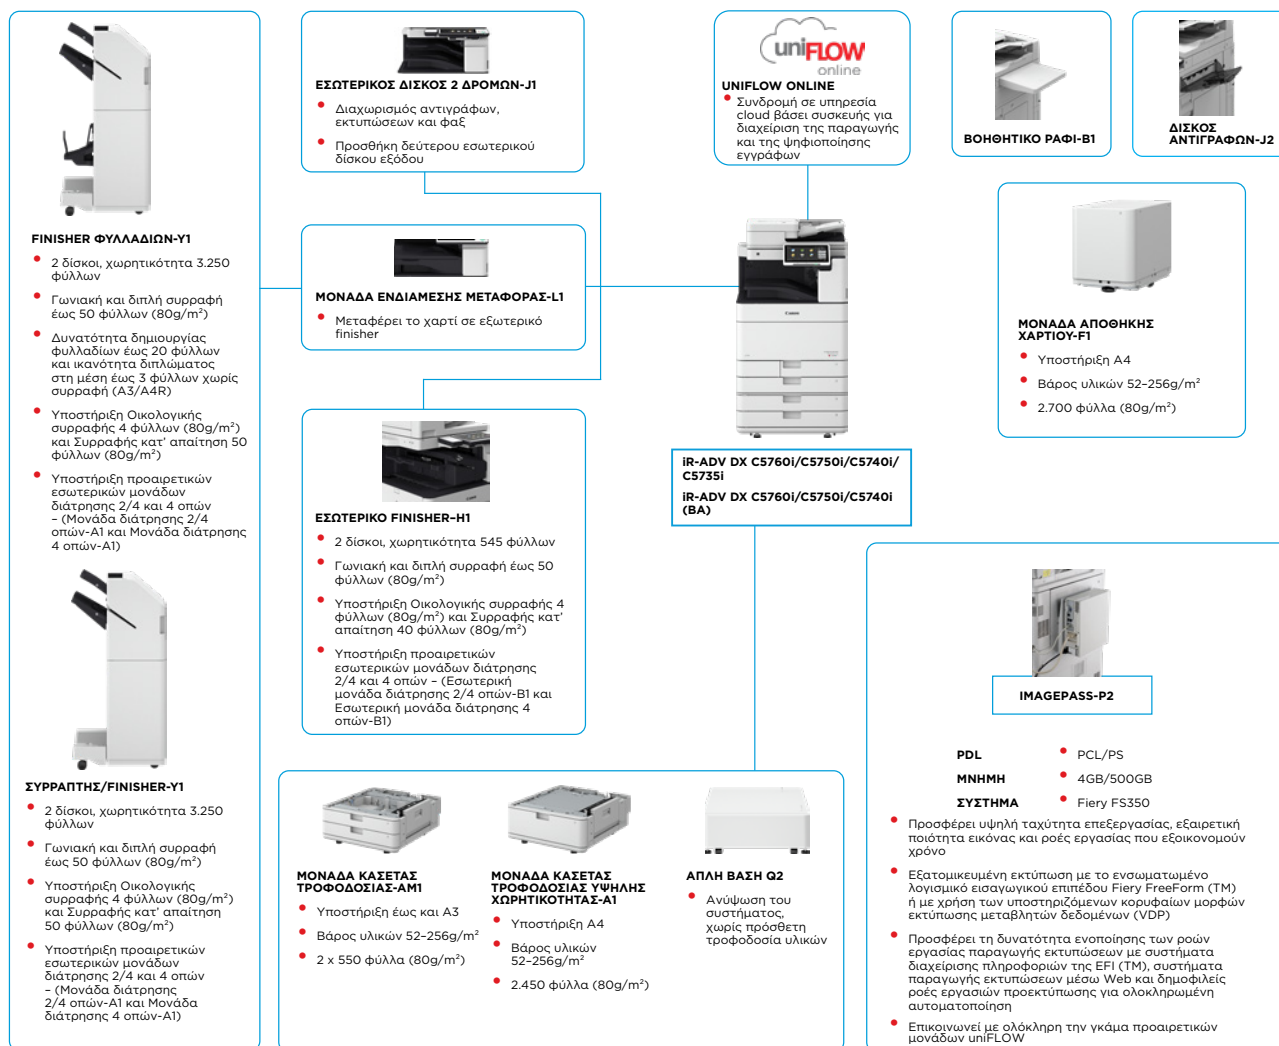 FINISHER ΦΥΛΛΑΔΙΩΝ-Y1
2 δίσκοι, χωρητικότητα 3.250
φύλλων
Γωνιακή και διπλή συρραφή
έως 50 φύλλων (80g/m²)
Δυνατότητα δημιουργίας
φυλλαδίων έως 20 φύλλων
και ικανότητα διπλώματος
στη μέση έως 3 φύλλων χωρίς
συρραφή (A3/A4R)
Υποστήριξη Οικολογικής
συρραφής 4 φύλλων (80g/m²)
και Συρραφής κατ' απαίτηση 50
φύλλων (80g/m²)
Υποστήριξη προαιρετικών
εσωτερικών μονάδων
διάτρησης 2/4 και 4 οπών
– (Μονάδα διάτρησης 2/4
οπών-A1 και Μονάδα διάτρησης
4 οπών-A1)
ΣΥΡΡΑΠΤΗΣ/FINISHER-Y1
2 δίσκοι, χωρητικότητα 3.250
φύλλων
Γωνιακή και διπλή συρραφή
έως 50 φύλλων (80g/m²)
Υποστήριξη Οικολογικής
συρραφής 4 φύλλων (80g/m²)
και Συρραφής κατ' απαίτηση
50 φύλλων (80g/m²)
Υποστήριξη προαιρετικών
εσωτερικών μονάδων
διάτρησης 2/4 και 4 οπών
– (Μονάδα διάτρησης
2/4 οπών-A1 και Μονάδα
διάτρησης 4 οπών-A1)
ΕΣΩΤΕΡΙΚΟΣ ΔΙΣΚΟΣ 2 ΔΡΟΜΩΝ-J1
Διαχωρισμός αντιγράφων,
εκτυπώσεων και φαξ
Προσθήκη δεύτερου εσωτερικού
δίσκου εξόδου
ΜΟΝΑΔΑ ΕΝΔΙΑΜΕΣΗΣ ΜΕΤΑΦΟΡΑΣ-L1
Μεταφέρει το χαρτί σε εξωτερικό
finisher
ΕΣΩΤΕΡΙΚΟ FINISHER-H1
2 δίσκοι, χωρητικότητα 545 φύλλων
Γωνιακή και διπλή συρραφή έως 50
φύλλων (80g/m²)
Υποστήριξη Οικολογικής συρραφής 4
φύλλων (80g/m²) και Συρραφής κατ'
απαίτηση 40 φύλλων (80g/m²)
Υποστήριξη προαιρετικών
εσωτερικών μονάδων διάτρησης
2/4 και 4 οπών – (Εσωτερική
μονάδα διάτρησης 2/4 οπών-B1 και
Εσωτερική μονάδα διάτρησης 4
οπών-B1)
uniFLOW
online
UNIFLOW ONLINE
Συνδρομή σε υπηρεσία
cloud βάσει συσκευής για
διαχείριση της παραγωγής
και της ψηφιοποίησης
εγγράφων
Canon
iR-ADV DX C5760i/C5750i/C5740i/
C5735i
iR-ADV DX C5760i/C5750i/C5740i
(BA)
ΒΟΗΘΗΤΙΚΟ ΡΑΦΙ-B1
ΔΙΣΚΟΣ
ΑΝΤΙΓΡΑΦΩΝ-J2
ΜΟΝΑΔΑ ΑΠΟΘΗΚΗΣ
ΧΑΡΤΙΟΥ-F1
Υποστήριξη A4
Βάρος υλικών 52–256g/m²
2.700 φύλλα (80g/m²)
ΜΟΝΑΔΑ ΚΑΣΕΤΑΣ
ΤΡΟΦΟΔΟΣΙΑΣ-AM1
Υποστήριξη έως και A3
Βάρος υλικών 52–256g/m²
2 x 550 φύλλα (80g/m²)
ΜΟΝΑΔΑ ΚΑΣΕΤΑΣ
ΤΡΟΦΟΔΟΣΙΑΣ ΥΨΗΛΗΣ
ΧΩΡΗΤΙΚΟΤΗΤΑΣ-A1
Υποστήριξη A4
Βάρος υλικών
52–256g/m²
2.450 φύλλα (80g/m²)
ΑΠΛΗ ΒΑΣΗ Q2
Ανύψωση του
συστήματος,
χωρίς πρόσθετη
τροφοδοσία υλικών
IMAGEPASS-P2
PDL PCL/PS
ΜΝΗΜΗ 4GB/500GB
ΣΥΣΤΗΜΑ Fiery FS350
Προσφέρει υψηλή ταχύτητα επεξεργασίας, εξαιρετική
ποιότητα εικόνας και ροές εργασίας που εξοικονομούν
χρόνο
Εξατομικευμένη εκτύπωση με το ενσωματωμένο
λογισμικό εισαγωγικού επιπέδου Fiery FreeForm (TM)
ή με χρήση των υποστηριζόμενων κορυφαίων μορφών
εκτύπωσης μεταβλητών δεδομένων (VDP)
Προσφέρει τη δυνατότητα ενοποίησης των ροών
εργασίας παραγωγής εκτυπώσεων με συστήματα
διαχείρισης πληροφοριών της EFI (TM), συστήματα
παραγωγής εκτυπώσεων μέσω Web και δημοφιλείς
ροές εργασιών προεκτύπωσης για ολοκληρωμένη
αυτοματοποίηση
Επικοινωνεί με ολόκληρη την γκάμα προαιρετικών
μονάδων uniFLOW